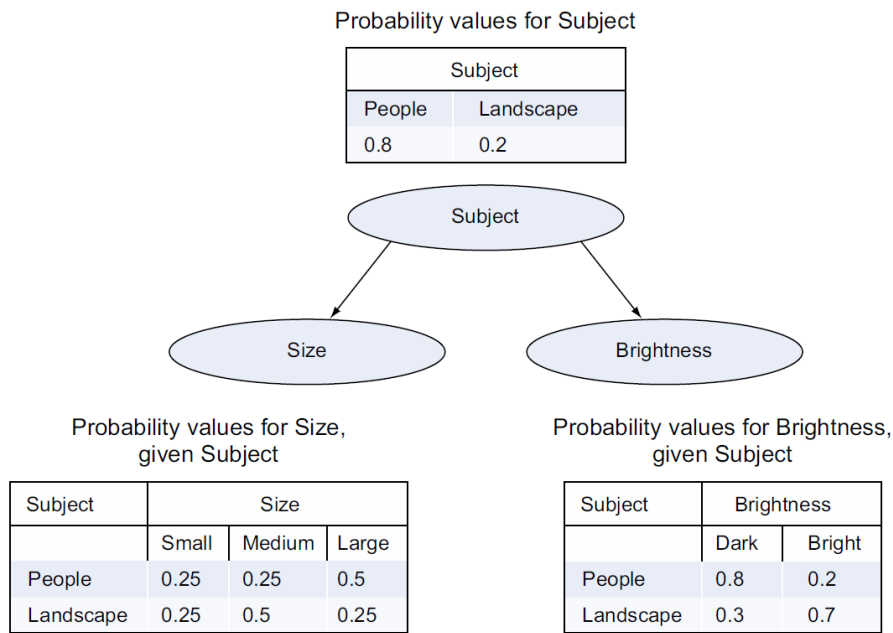 Probability values for Subject
Subject
People Landscape
0.8 0.2
Subject
Size
Brightness
Probability values for Size,
given Subject
Subject Size
Small Medium Large
People 0.25 0.25 0.5
Landscape 0.25 0.5 0.25
Probability values for Brightness,
given Subject
Subject Brightness
Dark Bright
People 0.8 0.2
Landscape 0.3 0.7